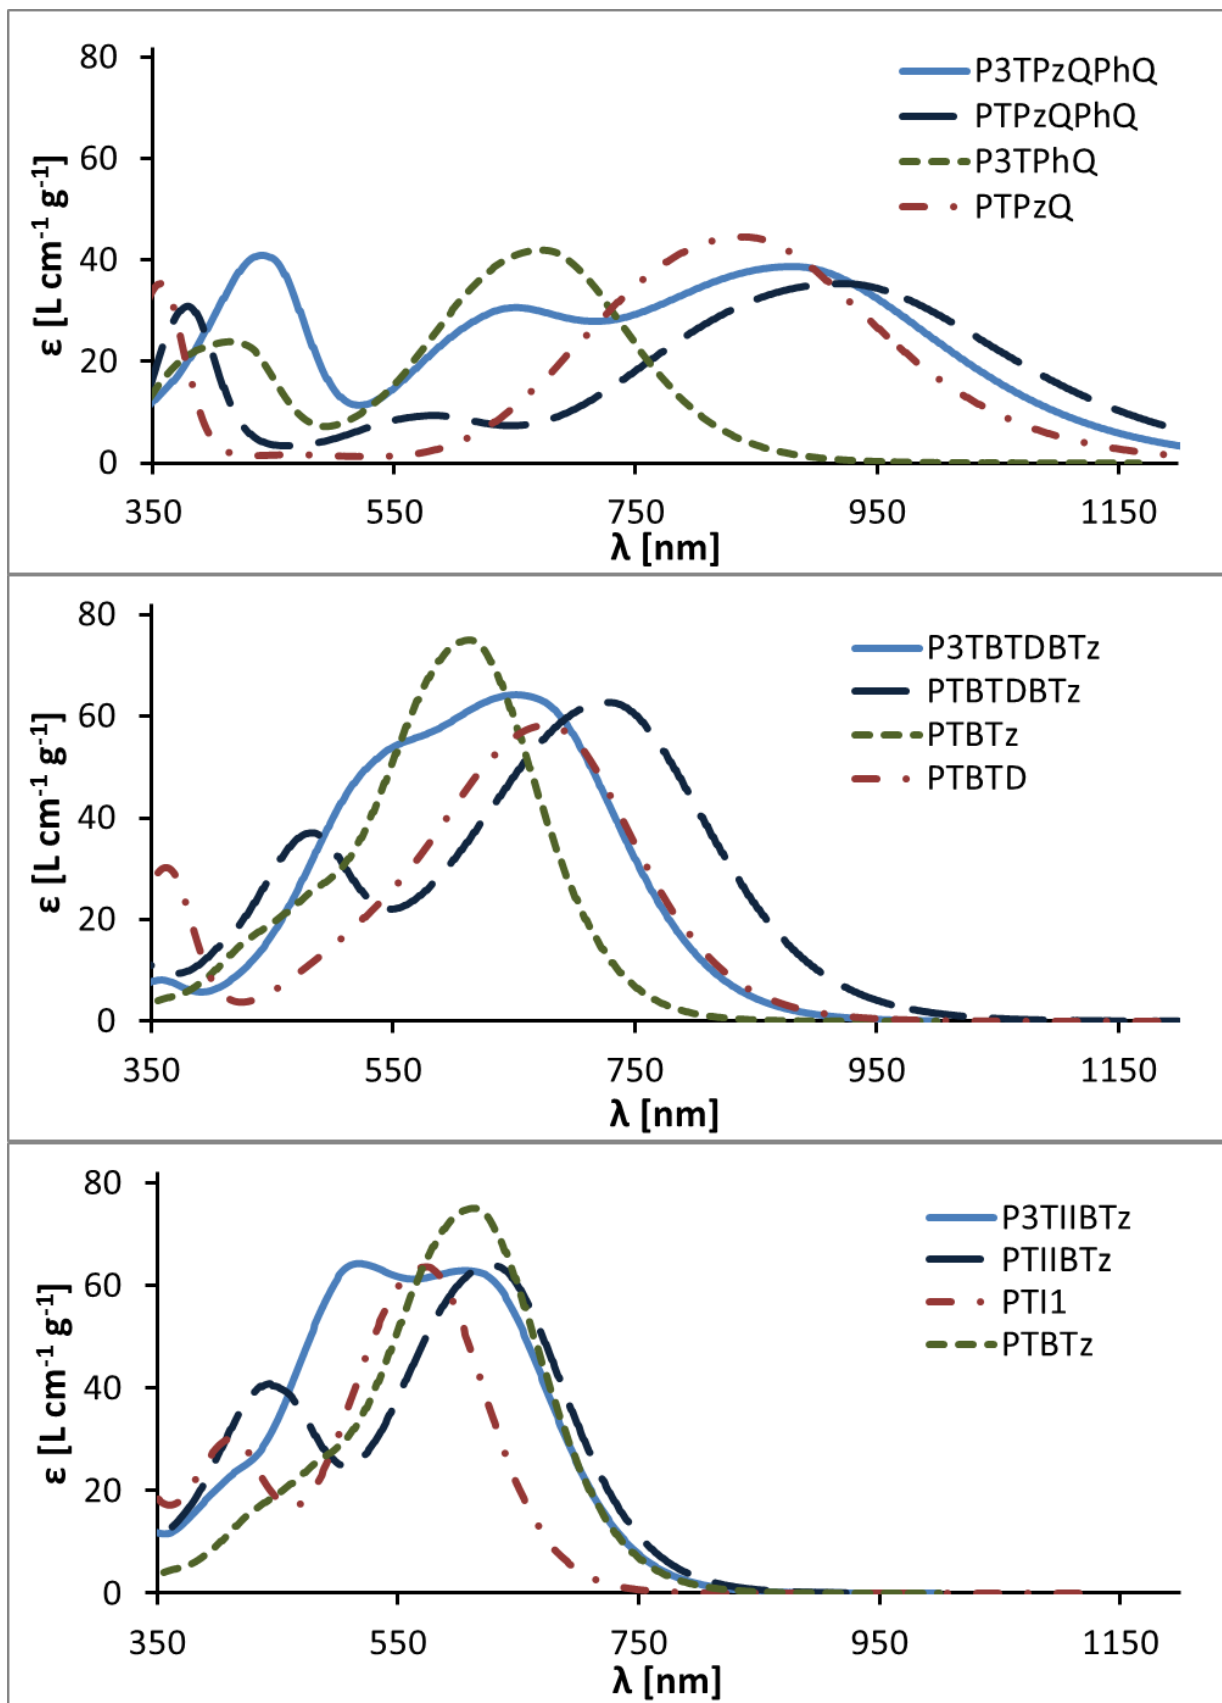 80
60
40
20
0
ε [L cm⁻¹ g⁻¹]
P3TPzQPhQ
PTPzQPhQ
P3TPhQ
PTPzQ
350 550 750 950 1150
λ [nm]
80
60
40
20
0
ε [L cm⁻¹ g⁻¹]
P3TBTDBTz
PTBTDBTz
PTBTz
PTBTD
350 550 750 950 1150
λ [nm]
80
60
40
20
0
ε [L cm⁻¹ g⁻¹]
P3TIIBTz
PTIIBTz
PTI1
PTBTz
350 550 750 950 1150
λ [nm]